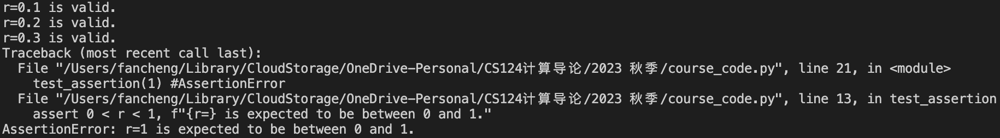 r=0.1 is valid.
r=0.2 is valid.
r=0.3 is valid.
Traceback (most recent call last):
  File "/Users/fancheng/Library/CloudStorage/OneDrive-Personal/CS124计算导论/2023 秋季/course_code.py", line 21, in <module>
    test_assertion(1) #AssertionError
  File "/Users/fancheng/Library/CloudStorage/OneDrive-Personal/CS124计算导论/2023 秋季/course_code.py", line 13, in test_assertion
    assert 0 < r < 1, f"{r=} is expected to be between 0 and 1."
AssertionError: r=1 is expected to be between 0 and 1.